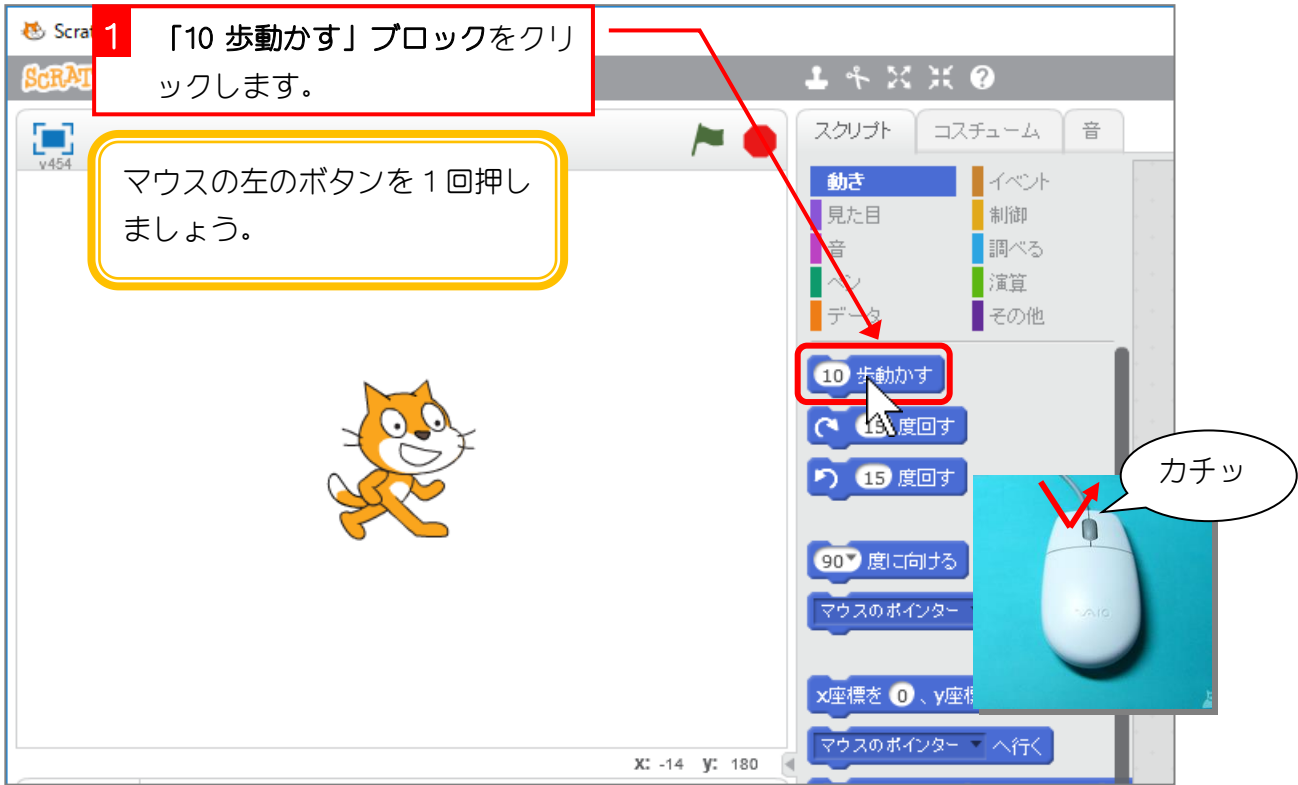 Scra
1
「10 歩動かす」ブロックをクリ
ックします。
SCRAT
v454
マウスの左のボタンを１回押し
ましょう。
スクリプト コスチューム 音
動き イベント
見た目 制御
音 調べる
ペン 演算
データ その他
10 歩動かす
15 度回す
15 度回す
カチッ
90 度に向ける
マウスのポインター
VAIO
x座標を 0 、y座標
マウスのポインター へ行く
x: -14 y: 180